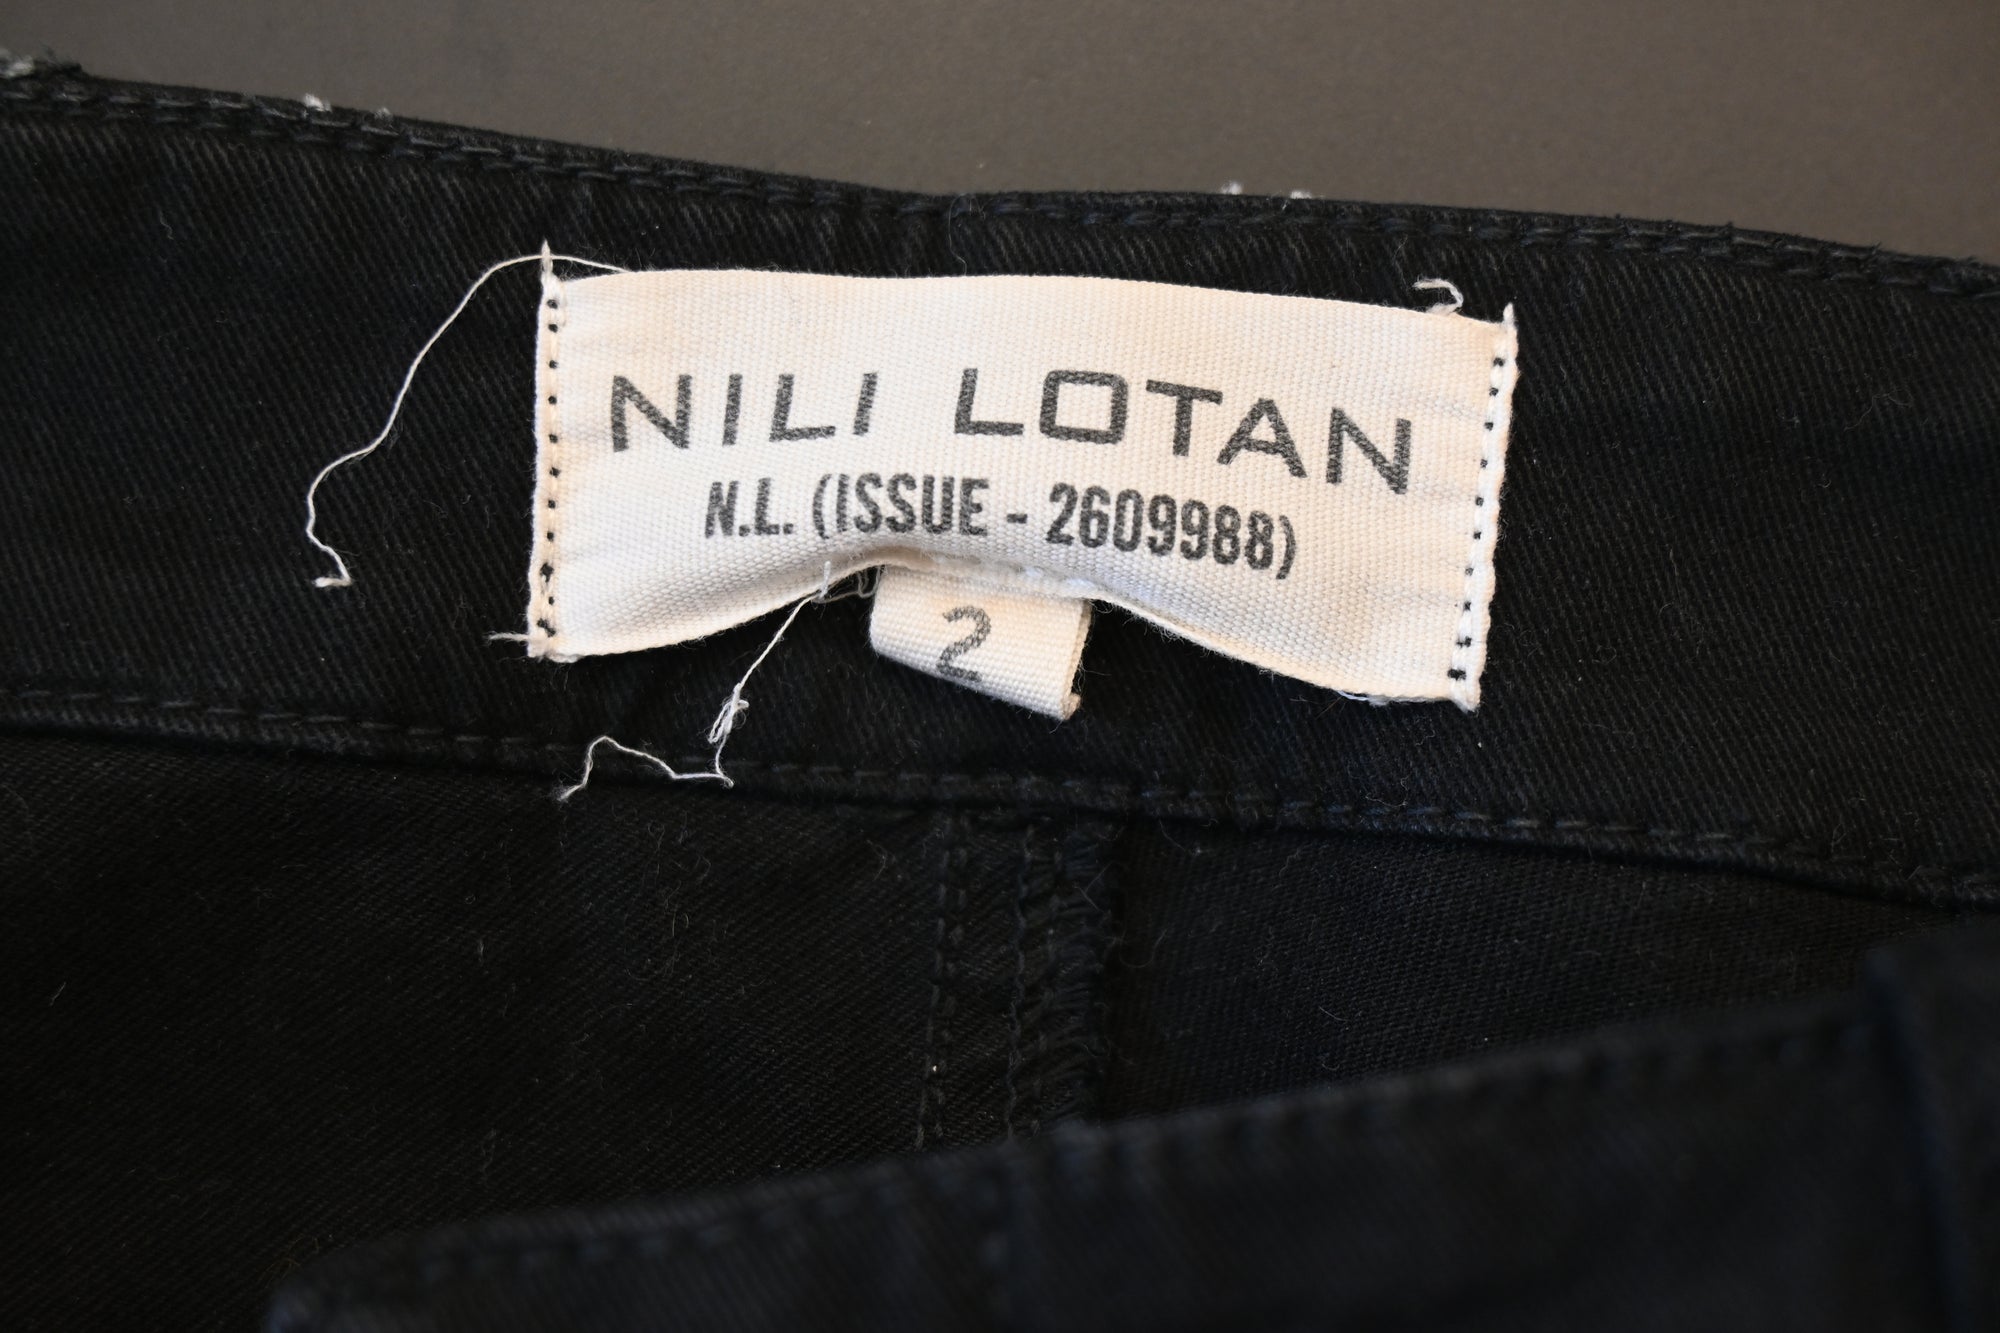 NILI LOTAN
N.L. (ISSUE - 2609988)
2